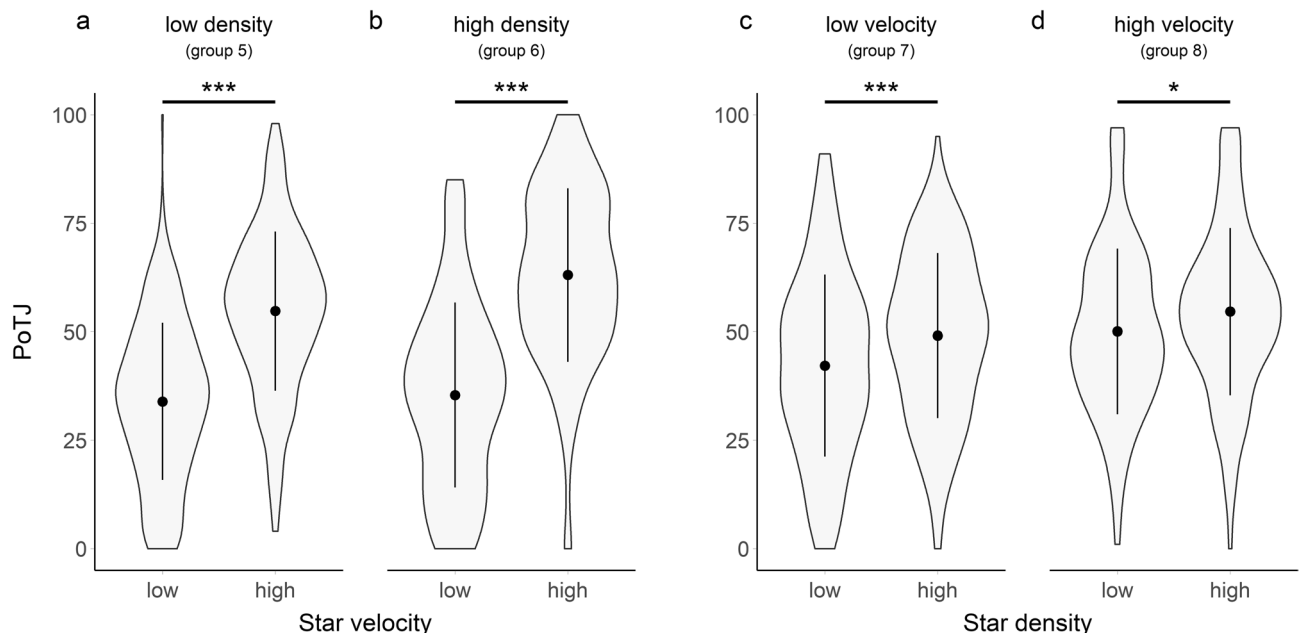 a low density
(group 5)
b high density
(group 6)
c low velocity
(group 7)
d high velocity
(group 8)
*** *** *** *
PoTJ
100
75
50
25
0
low high
low high
Star velocity
100
75
50
25
0
low high
low high
Star density